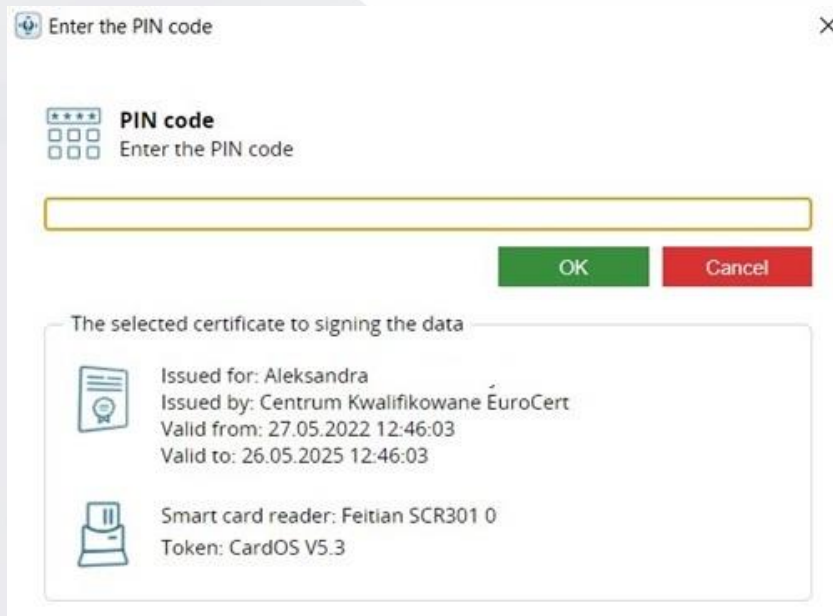 Enter the PIN code
PIN code
Enter the PIN code
OK
Cancel
The selected certificate to signing the data
Issued for: Aleksandra
Issued by: Centrum Kwalifikowane EuroCert
Valid from: 27.05.2022 12:46:03
Valid to: 26.05.2025 12:46:03
Smart card reader: Feitian SCR301 0
Token: CardOS V5.3